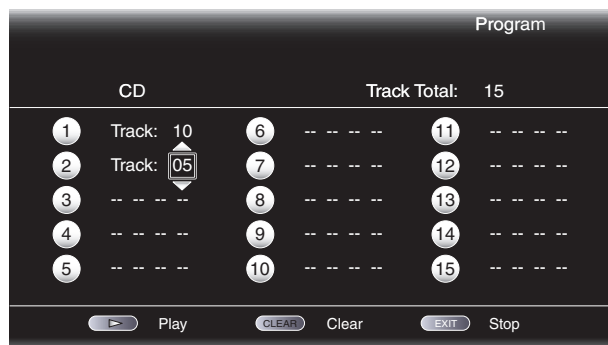 Program
CD Track Total: 15
1 Track: 10 6 -- -- -- -- 11 -- -- -- --
2 Track: 05 7 -- -- -- -- 12 -- -- -- --
3 -- -- -- -- 8 -- -- -- -- 13 -- -- -- --
4 -- -- -- -- 9 -- -- -- -- 14 -- -- -- --
5 -- -- -- -- 10 -- -- -- -- 15 -- -- -- --
Play CLEAR Clear EXIT Stop